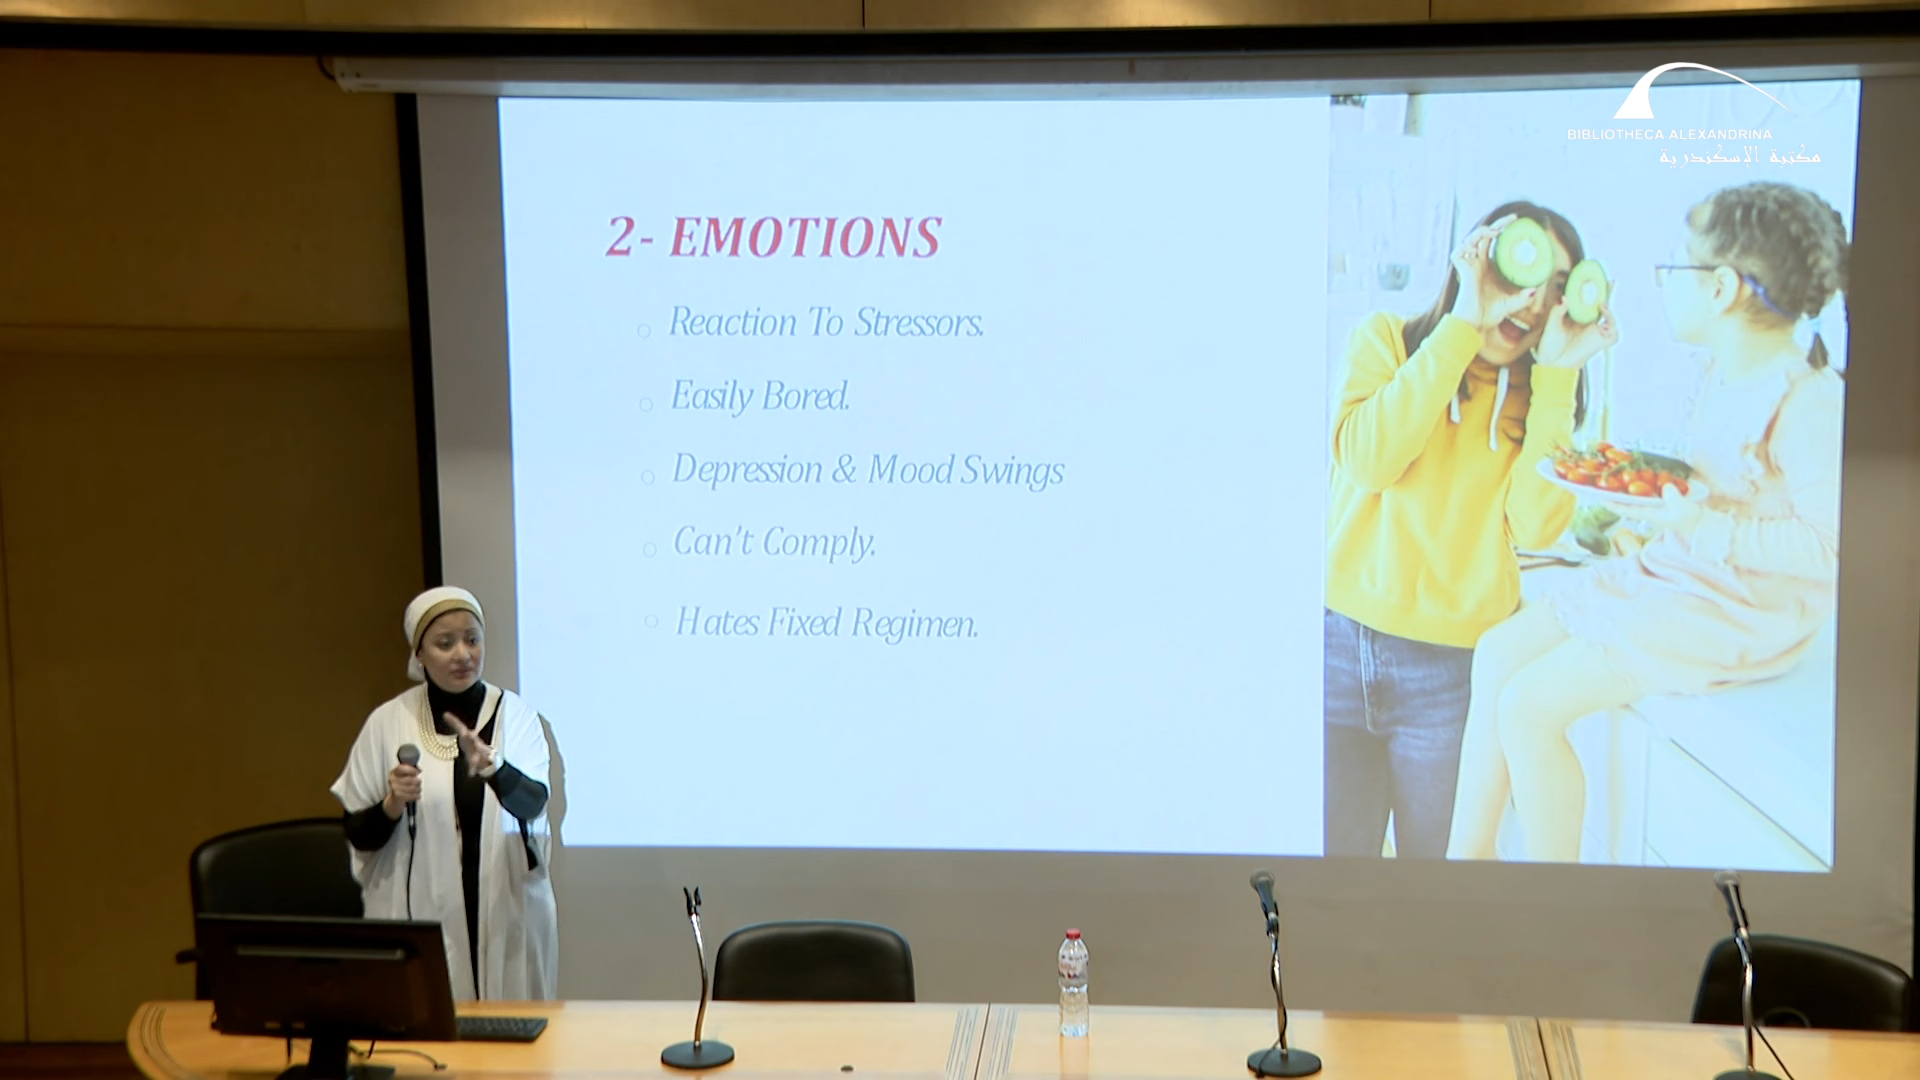 BIBLIOTHECA ALEXANDRINA
مكتبة الإسكندرية
2- EMOTIONS
Reaction To Stressors.
Easily Bored.
Depression & Mood Swings
Can't Comply.
Hates Fixed Regimen.